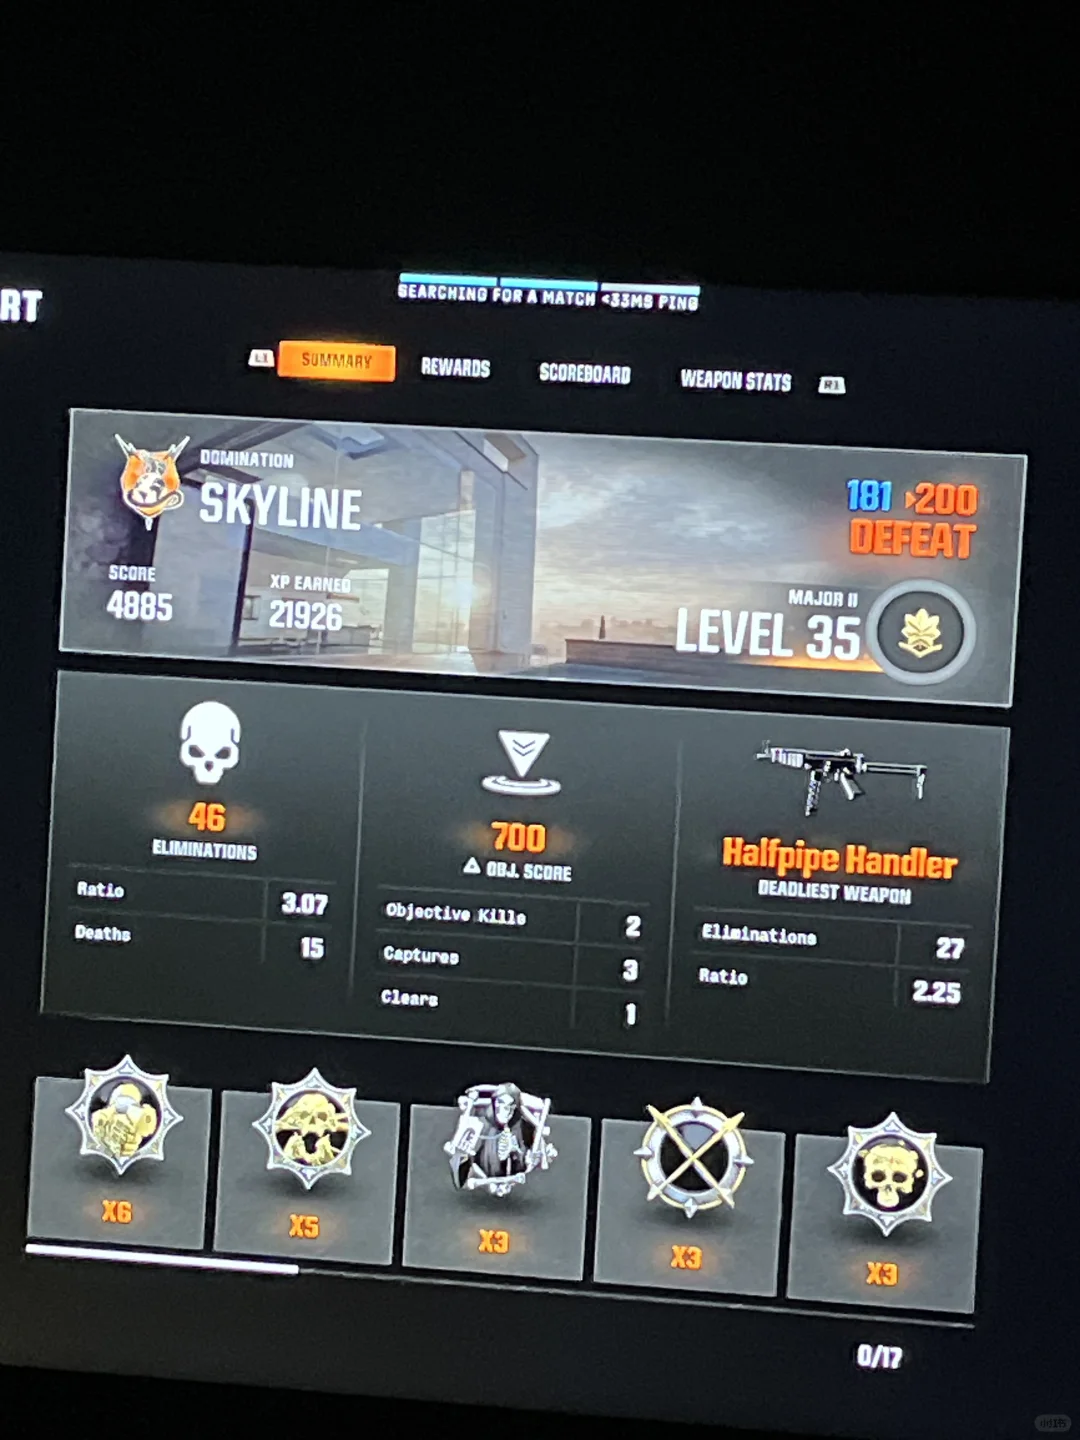 RT
SEARCHING FOR A MATCH <33MS PING
L1
SUMMARY
REWARDS
SCOREBOARD
WEAPON STATS
R1
DOMINATION
SKYLINE
181 200
DEFEAT
SCORE
4885
XP EARNED
21926
MAJOR II
LEVEL 35
46
ELIMINATIONS
Ratio 3.07
Deaths 15
700
OBJ. SCORE
Objective Kills 2
Captures 3
Clears 1
Halfpipe Handler
DEADLIEST WEAPON
Eliminations 27
Ratio 2.25
X6
X5
X3
X3
X3
0/17